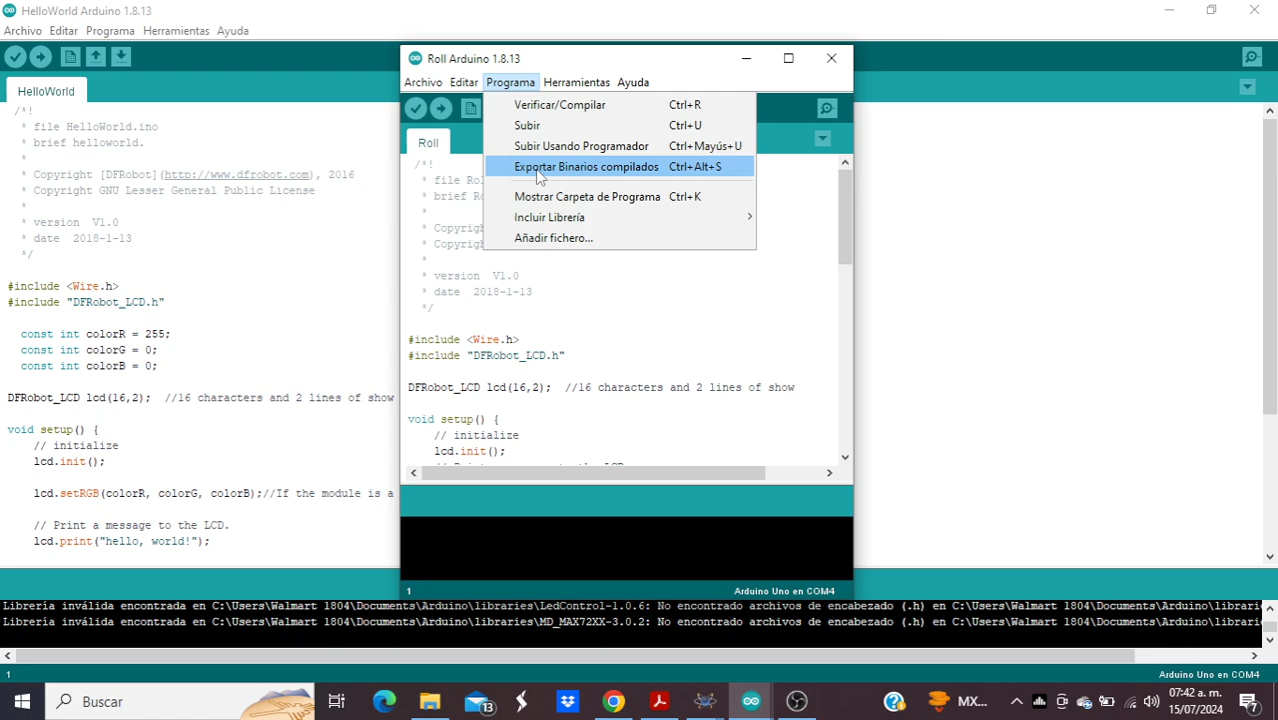 HelloWorld Arduino 1.8.13
Archivo Editar Programa Herramientas Ayuda
HelloWorld
/*!
* file HelloWorld.ino
* brief helloworld.
*
* Copyright [DFRobot](http://www.dfrobot.com), 2016
* Copyright GNU Lesser General Public License
*
* version V1.0
* date 2018-1-13
*/
#include <Wire.h>
#include "DFRobot_LCD.h"
const int colorR = 255;
const int colorG = 0;
const int colorB = 0;
DFRobot_LCD lcd(16,2); //16 characters and 2 lines of show
void setup() {
// initialize
lcd.init();
lcd.setRGB(colorR, colorG, colorB);//If the module is a
// Print a message to the LCD.
lcd.print("hello, world!");
Roll Arduino 1.8.13
Archivo Editar Programa Herramientas Ayuda
Verificar/Compilar Ctrl+R
Subir Ctrl+U
Subir Usando Programador Ctrl+Mayús+U
Exportar Binarios compilados Ctrl+Alt+S
Mostrar Carpeta de Programa Ctrl+K
Incluir Librería
Añadir fichero...
Roll
/*!
* file Rol
* brief Ro
*
* Copyrigh
* Copyrigh
*
* version V1.0
* date 2018-1-13
*/
#include <Wire.h>
#include "DFRobot_LCD.h"
DFRobot_LCD lcd(16,2); //16 characters and 2 lines of show
void setup() {
// initialize
lcd.init();
1 Arduino Uno en COM4
Librería inválida encontrada en C:\Users\Walmart 1804\Documents\Arduino\libraries\LedControl-1.0.6: No encontrado archivos de encabezado (.h) en C:\Users\Walmart 1804\Documents\Arduino\librari
Librería inválida encontrada en C:\Users\Walmart 1804\Documents\Arduino\libraries\MD_MAX72XX-3.0.2: No encontrado archivos de encabezado (.h) en C:\Users\Walmart 1804\Documents\Arduino\librari
1 Arduino Uno en COM4
Buscar
13
MX...
07:42 a. m.
15/07/2024
7